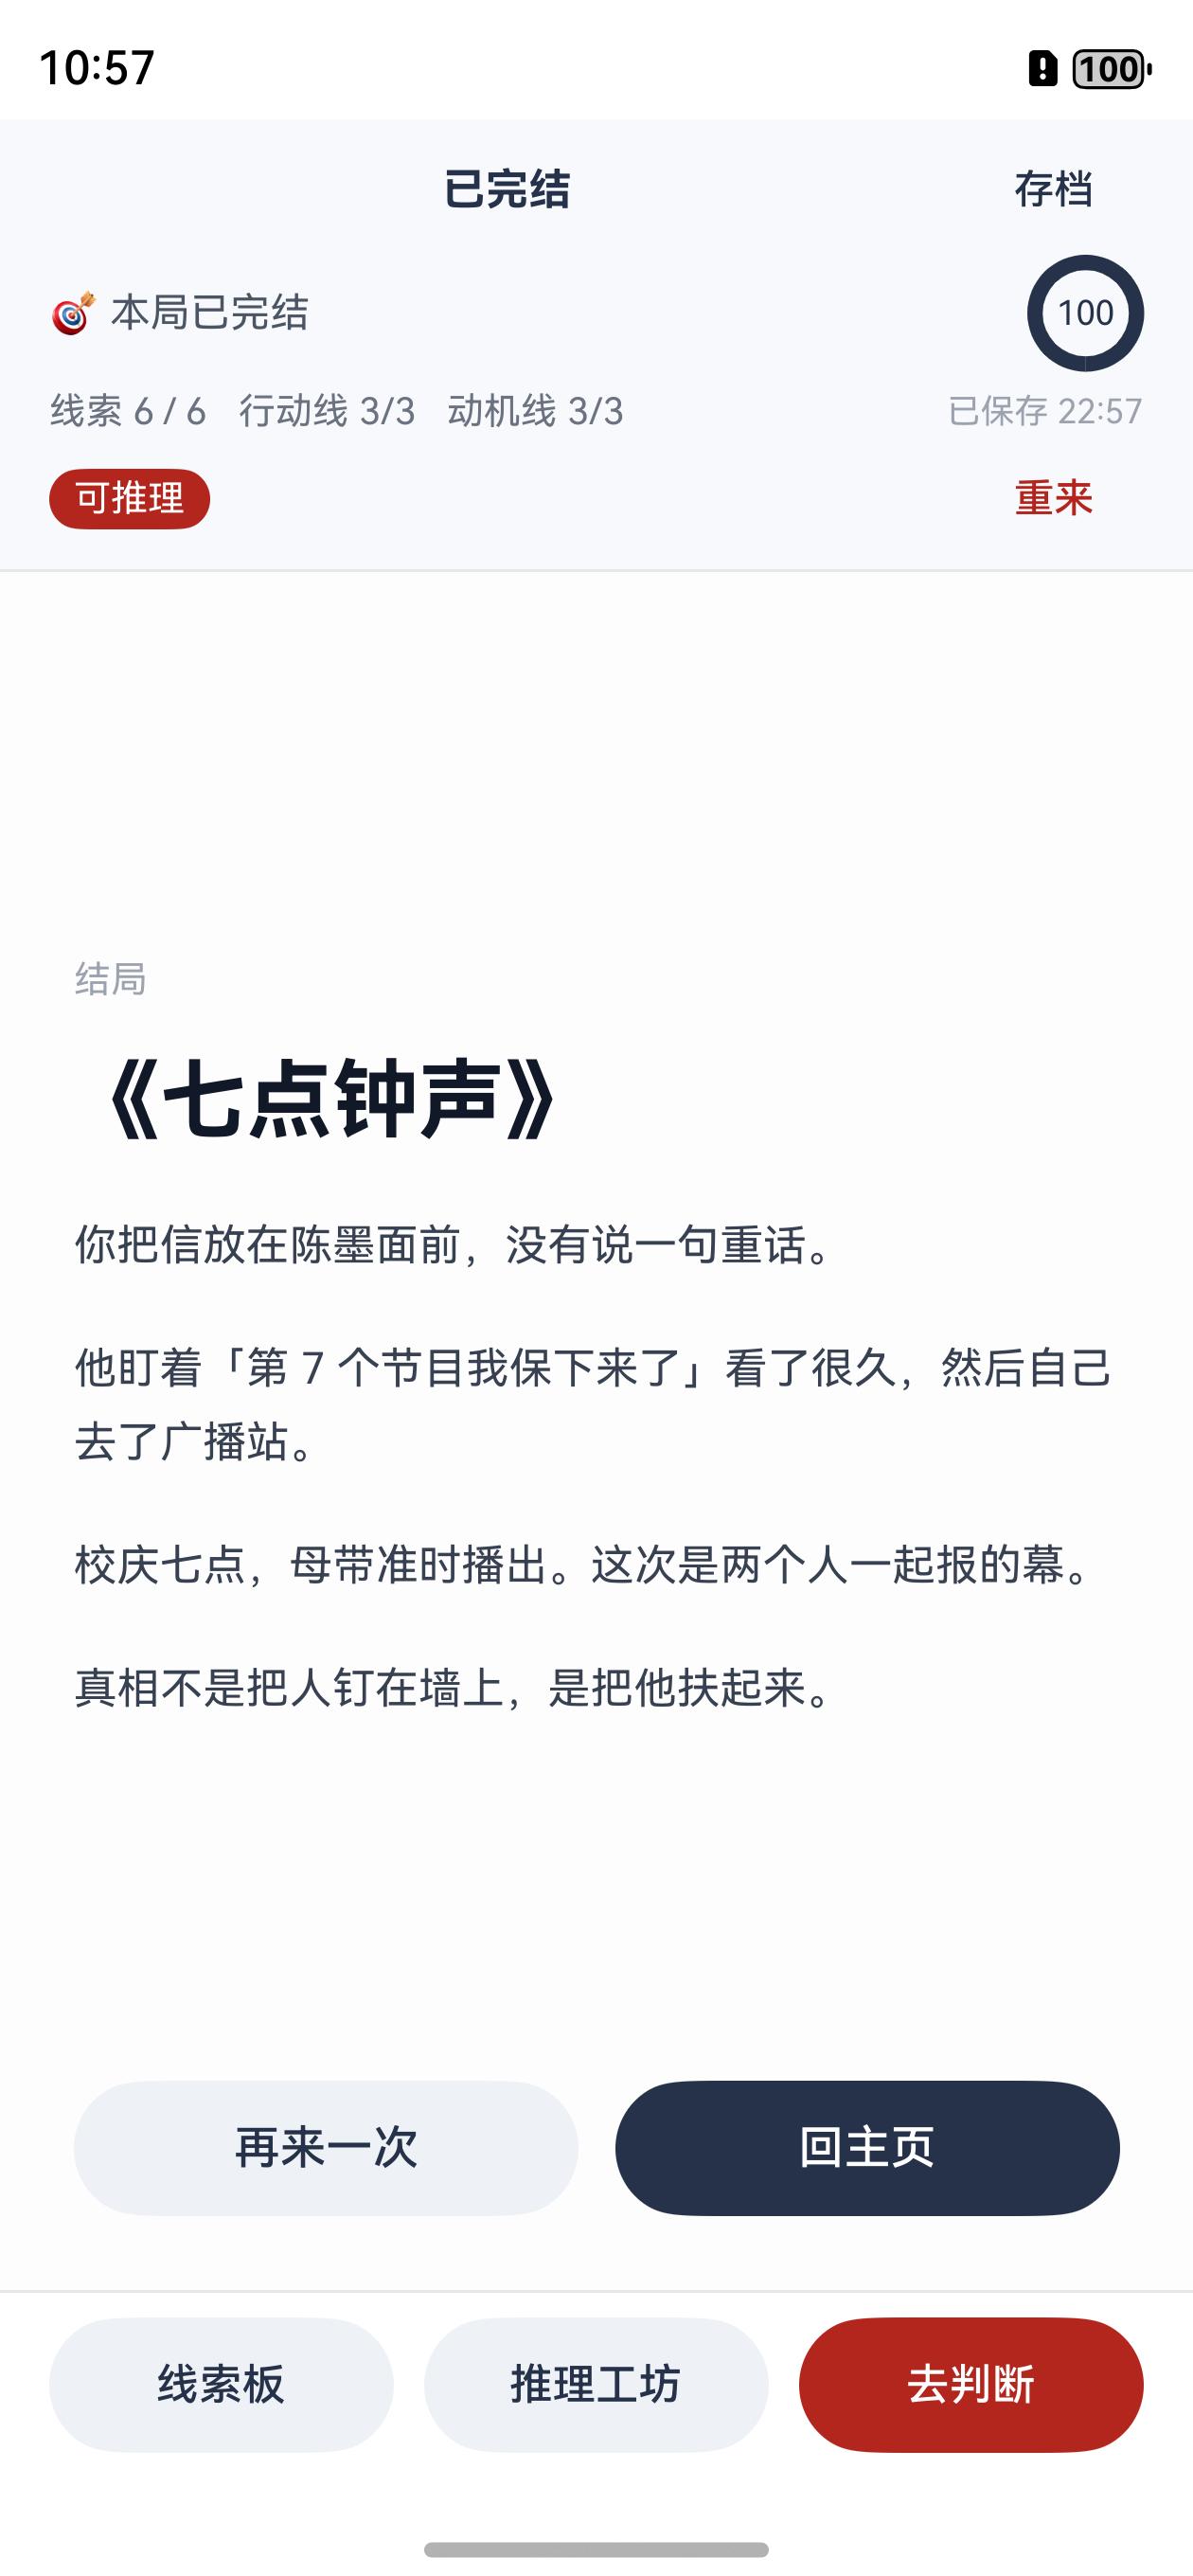 10:57
100
已完结
存档
🎯 本局已完结
100
线索 6 / 6 行动线 3/3 动机线 3/3
已保存 22:57
可推理
重来
结局
《七点钟声》
你把信放在陈墨面前，没有说一句重话。
他盯着「第 7 个节目我保下来了」看了很久，然后自己
去了广播站。
校庆七点，母带准时播出。这次是两个人一起报的幕。
真相不是把人钉在墙上，是把他扶起来。
再来一次
回主页
线索板
推理工坊
去判断